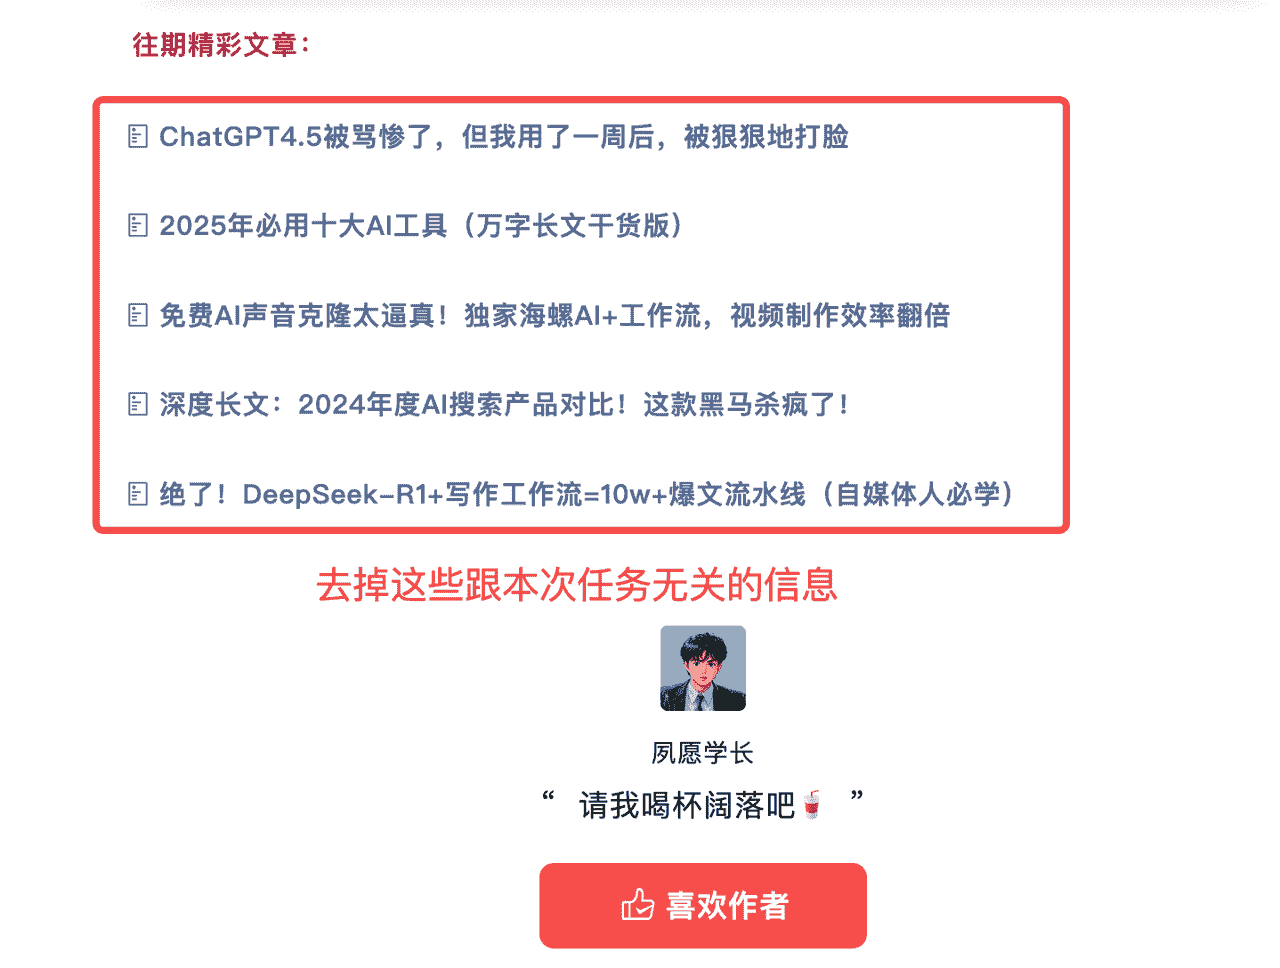 往期精彩文章：
ChatGPT4.5被骂惨了，但我用了一周后，被狠狠地打脸
2025年必用十大AI工具（万字长文干货版）
免费AI声音克隆太逼真！独家海螺AI+工作流，视频制作效率翻倍
深度长文：2024年度AI搜索产品对比！这款黑马杀疯了！
绝了！DeepSeek-R1+写作工作流=10w+爆文流水线（自媒体人必学）
去掉这些跟本次任务无关的信息
夙愿学长
“ 请我喝杯阔落吧🥤 ”
喜欢作者